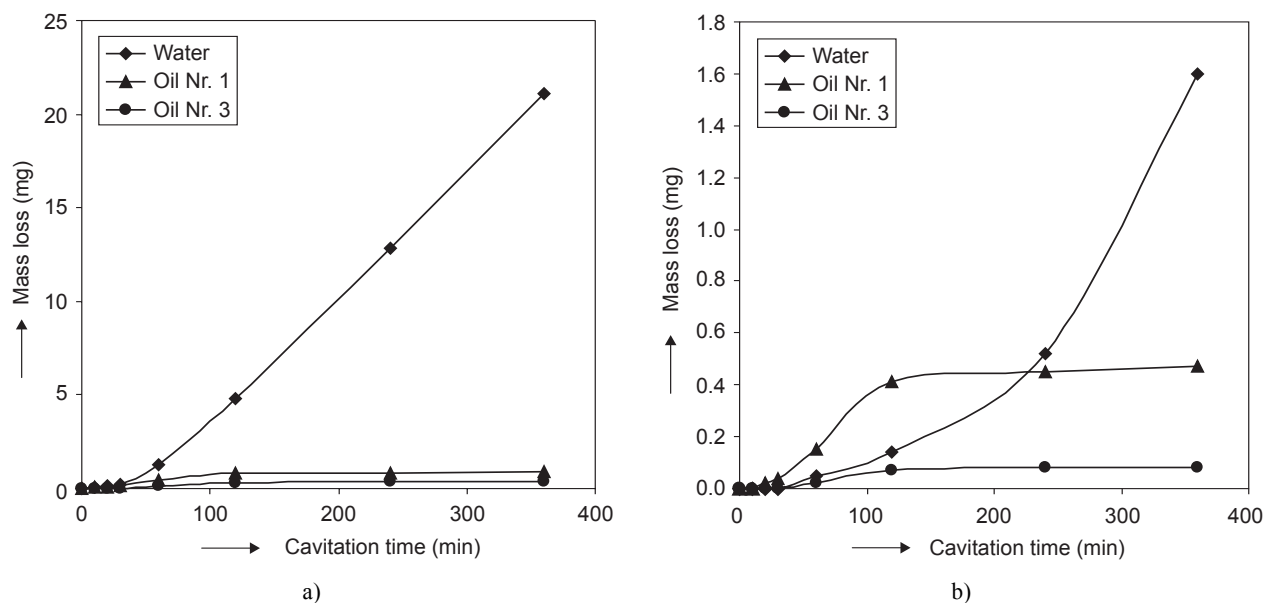 25
20
15
10
5
0
Mass loss (mg)
Water
Oil Nr. 1
Oil Nr. 3
0
100
200
300
400
Cavitation time (min)
a)
1.8
1.6
1.4
1.2
1.0
0.8
0.6
0.4
0.2
0.0
Mass loss (mg)
Water
Oil Nr. 1
Oil Nr. 3
0
100
200
300
400
Cavitation time (min)
b)